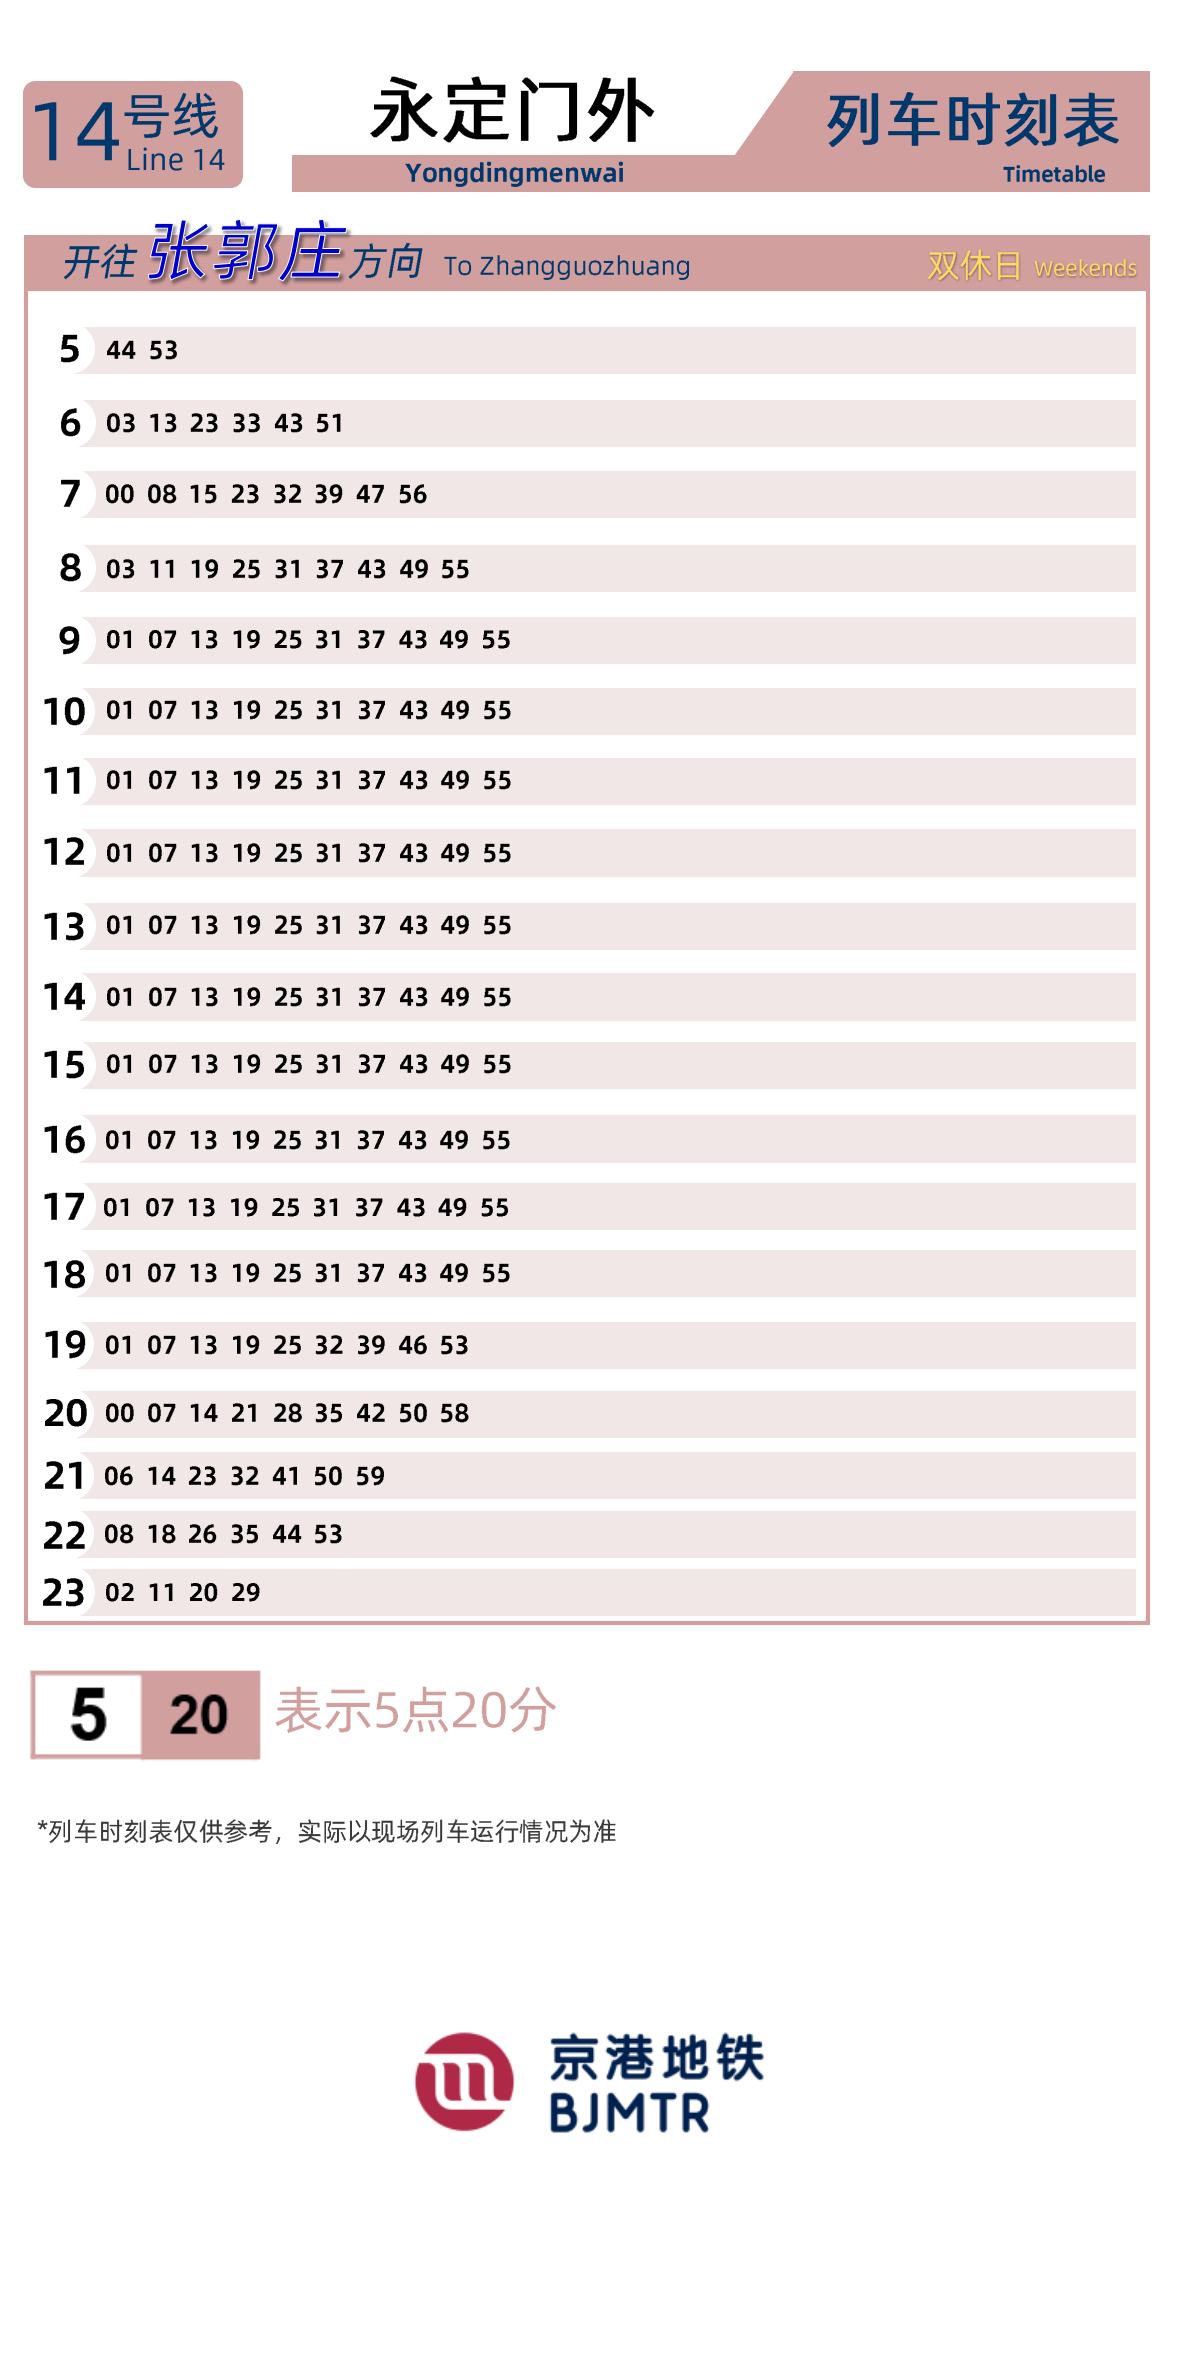 14号线
Line 14
永定门外
Yongdingmenwai
列车时刻表
Timetable
开往 张郭庄 方向 To Zhangguozhuang
双休日 Weekends
5 44 53
6 03 13 23 33 43 51
7 00 08 15 23 32 39 47 56
8 03 11 19 25 31 37 43 49 55
9 01 07 13 19 25 31 37 43 49 55
10 01 07 13 19 25 31 37 43 49 55
11 01 07 13 19 25 31 37 43 49 55
12 01 07 13 19 25 31 37 43 49 55
13 01 07 13 19 25 31 37 43 49 55
14 01 07 13 19 25 31 37 43 49 55
15 01 07 13 19 25 31 37 43 49 55
16 01 07 13 19 25 31 37 43 49 55
17 01 07 13 19 25 31 37 43 49 55
18 01 07 13 19 25 31 37 43 49 55
19 01 07 13 19 25 32 39 46 53
20 00 07 14 21 28 35 42 50 58
21 06 14 23 32 41 50 59
22 08 18 26 35 44 53
23 02 11 20 29
5 20 表示5点20分
*列车时刻表仅供参考，实际以现场列车运行情况为准
京港地铁
BJMTR